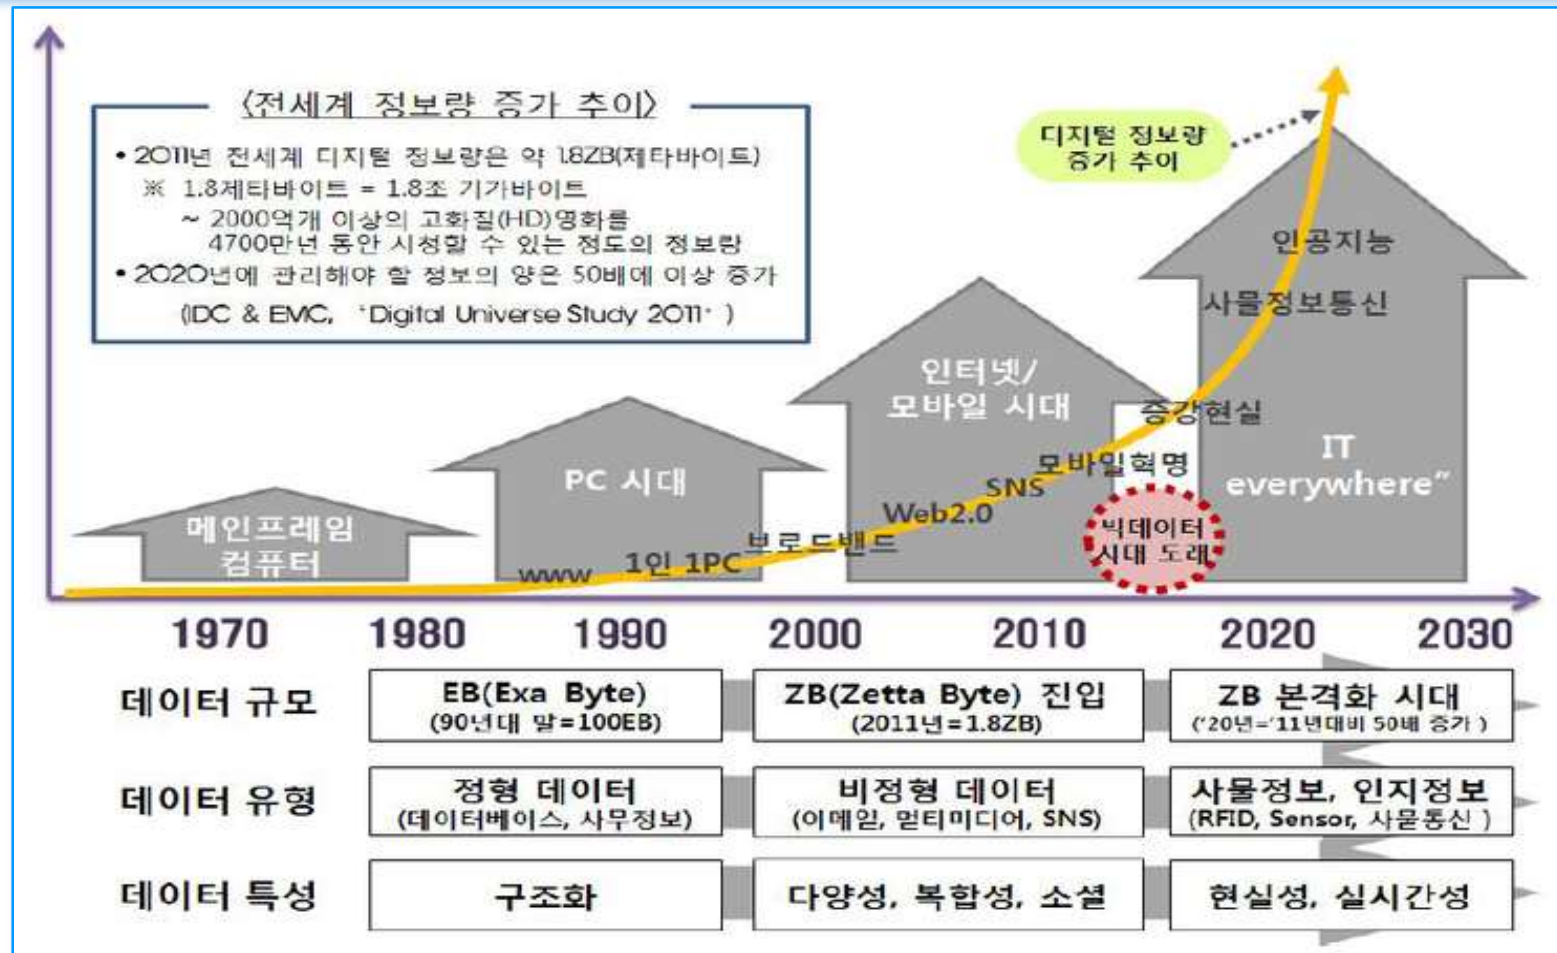 〈전세계 정보량 증가 추이〉
• 2011년 전세계 디지털 정보량은 약 1.8ZB(제타바이트)
※ 1.8제타바이트 = 1.8조 기가바이트
~ 2000억개 이상의 고화질(HD)영화를
4700만년 동안 시청할 수 있는 정도의 정보량
• 2020년에 관리해야 할 정보의 양은 50배에 이상 증가
(IDC & EMC, 'Digital Universe Study 2011' )
디지털 정보량
증가 추이
인공지능
사물정보통신
인터넷/
모바일 시대
증강현실
IT
everywhere”
모바일혁명
PC 시대
SNS
Web2.0
메인프레임
컴퓨터
브로드밴드
빅데이터
시대 도래
1인 1PC
www
1970 1980 1990 2000 2010 2020 2030
데이터 규모 EB(Exa Byte) ZB(Zetta Byte) 진입 ZB 본격화 시대
(90년대 말=100EB) (2011년=1.8ZB) ('20년='11년대비 50배 증가 )
데이터 유형 정형 데이터 비정형 데이터 사물정보, 인지정보
(데이터베이스, 사무정보) (이메일, 멀티미디어, SNS) (RFID, Sensor, 사물통신 )
데이터 특성 구조화 다양성, 복합성, 소셜 현실성, 실시간성